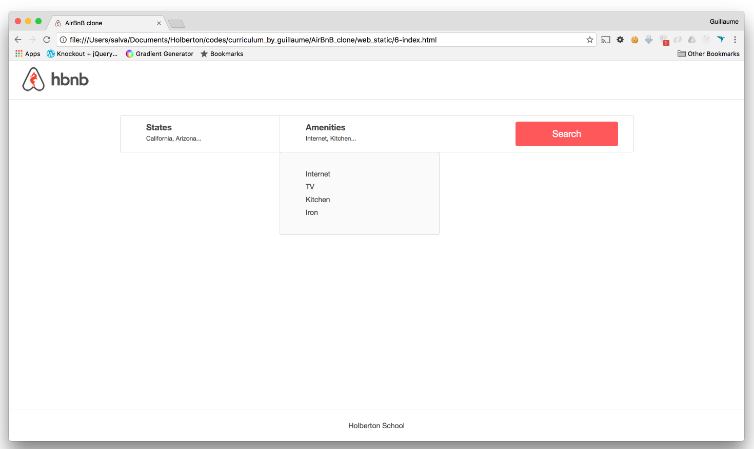 AirBnB clone
Guillaume
file:///Users/salva/Documents/Holberton/codes/curriculum_by_guillaume/AirBnB_clone/web_static/6-index.html
Apps Knockout + jQuery... Gradient Generator Bookmarks Other Bookmarks
hbnb
States Amenities
California, Arizona... Internet, Kitchen...
Search
Internet
TV
Kitchen
Iron
Holberton School